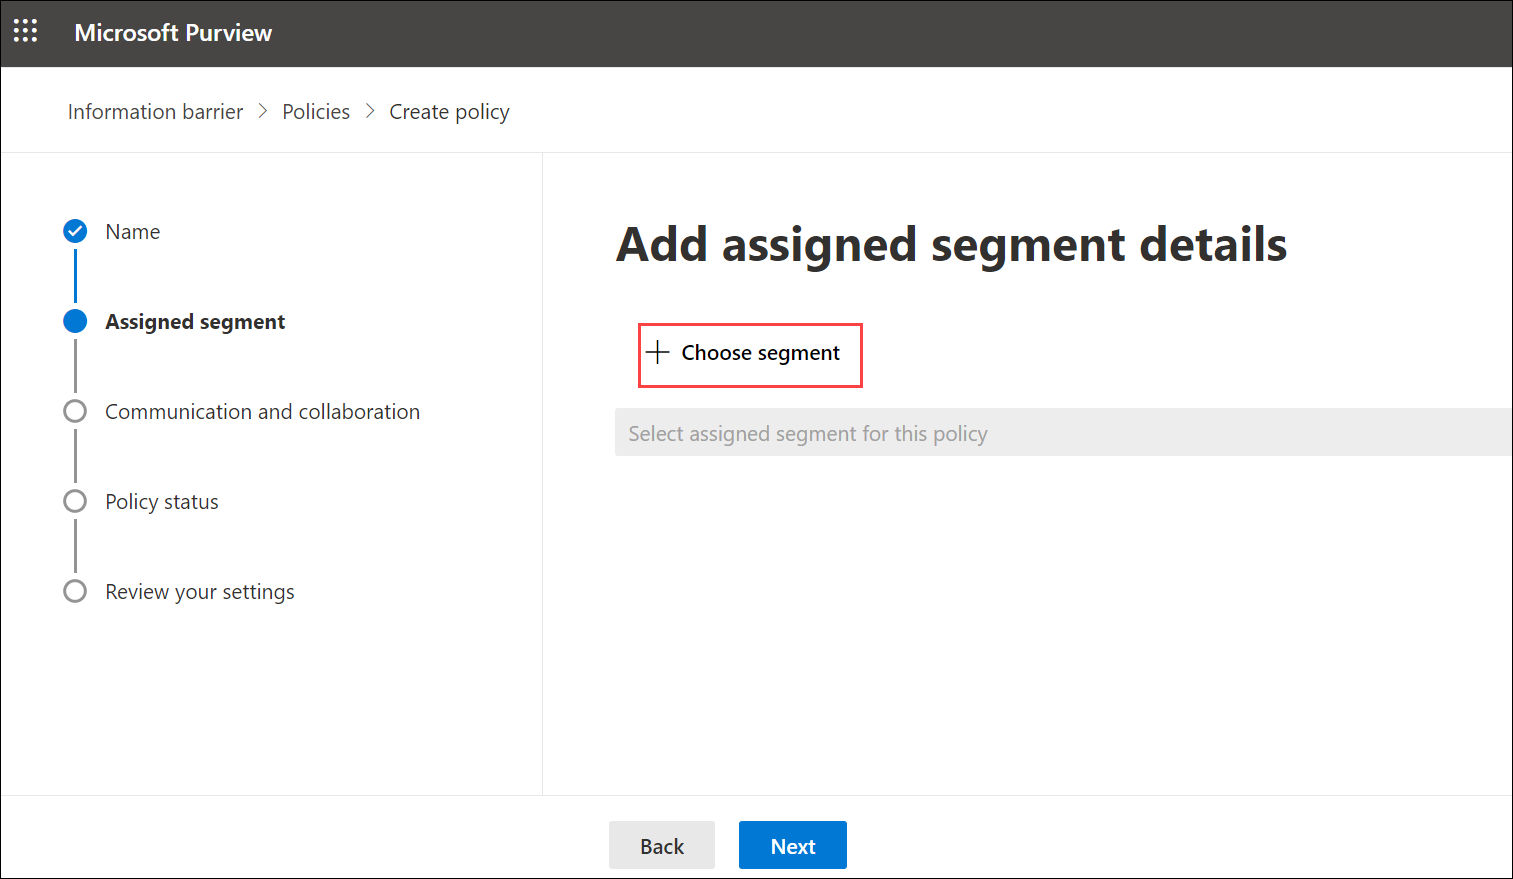 Microsoft Purview
Information barrier > Policies > Create policy
Name
Assigned segment
Communication and collaboration
Policy status
Review your settings
Add assigned segment details
+ Choose segment
Select assigned segment for this policy
Back Next